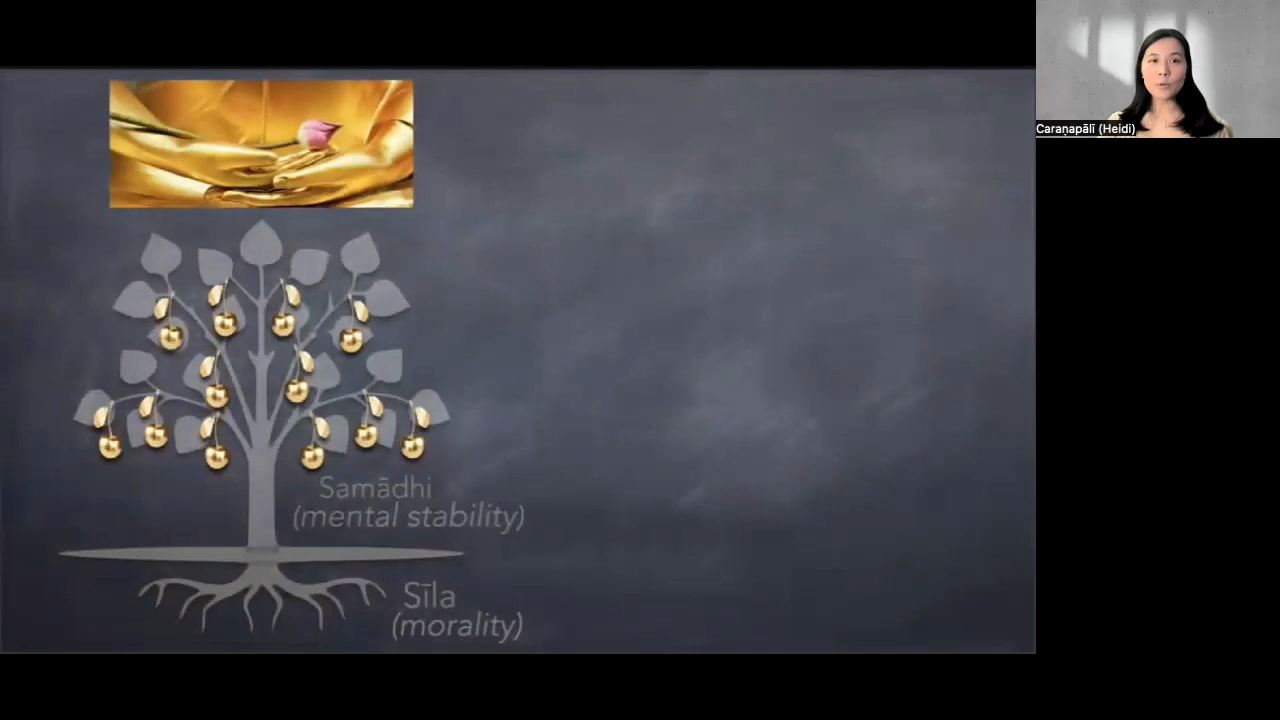 Caraṇapālī (Heidi)
Samādhi
(mental stability)
Sīla
(morality)